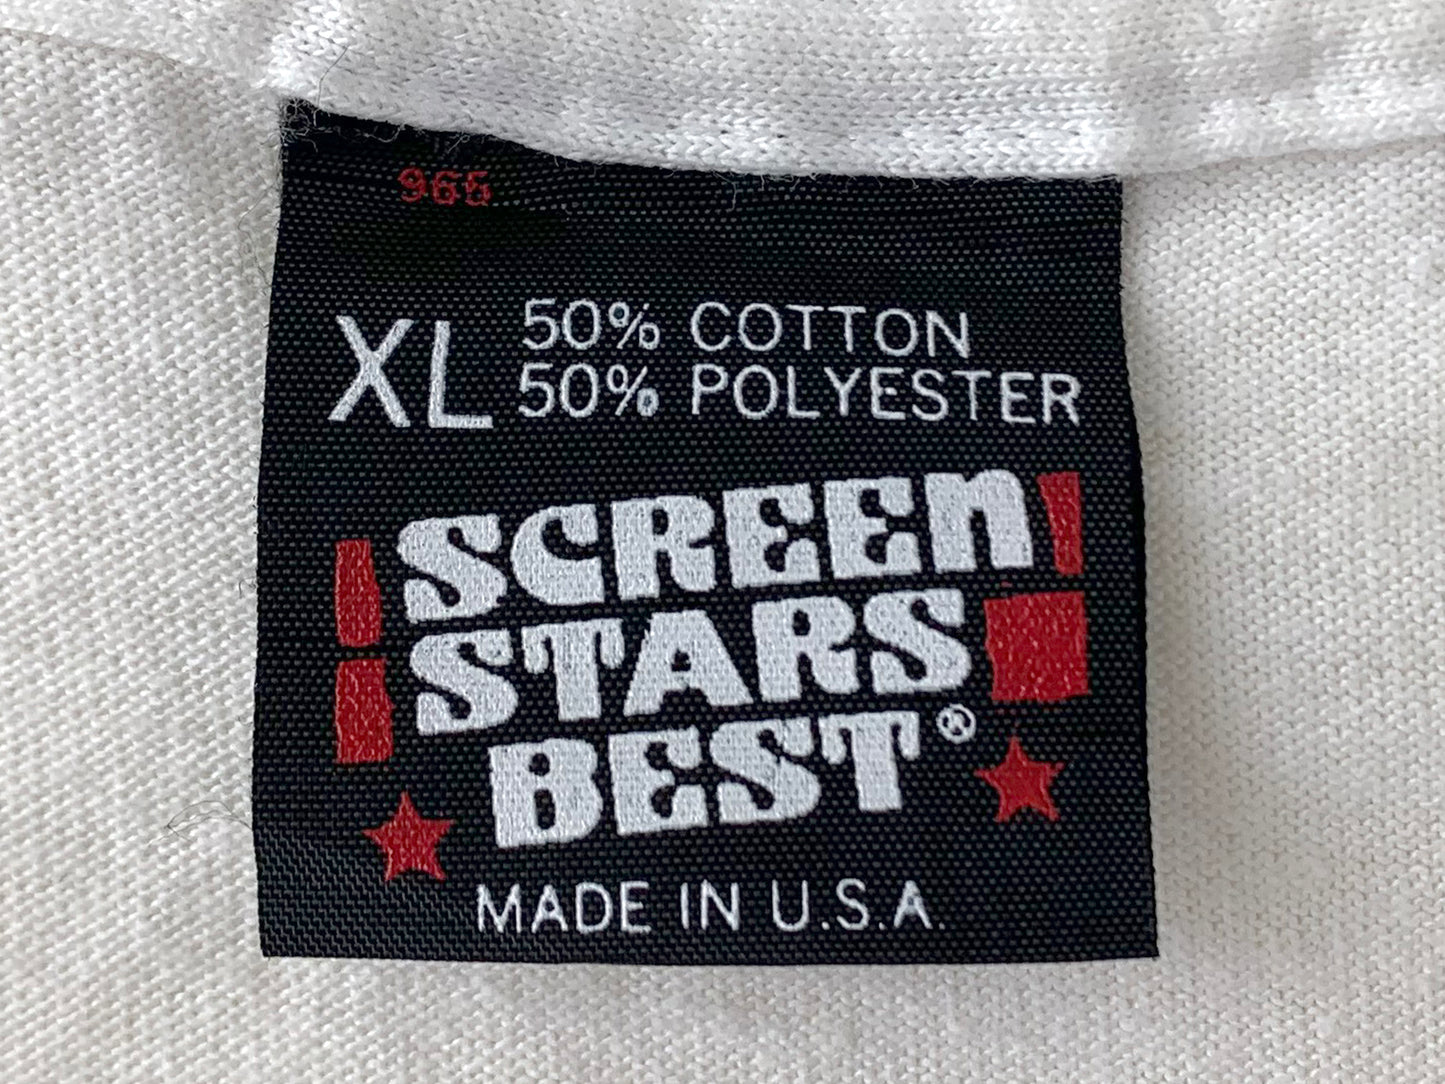 965
XL 50% COTTON
50% POLYESTER
SCREEN
STARS
BEST®
MADE IN U.S.A.